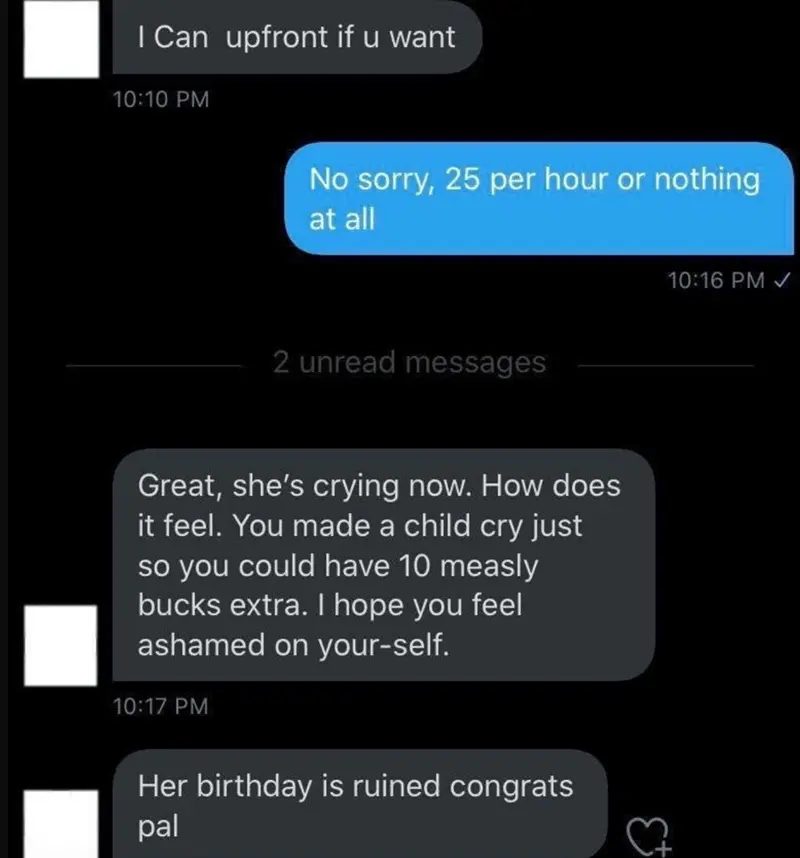 I Can  upfront if u want
10:10 PM
No sorry, 25 per hour or nothing
at all
10:16 PM ✓
2 unread messages
Great, she's crying now. How does
it feel. You made a child cry just
so you could have 10 measly
bucks extra. I hope you feel
ashamed on your-self.
10:17 PM
Her birthday is ruined congrats
pal